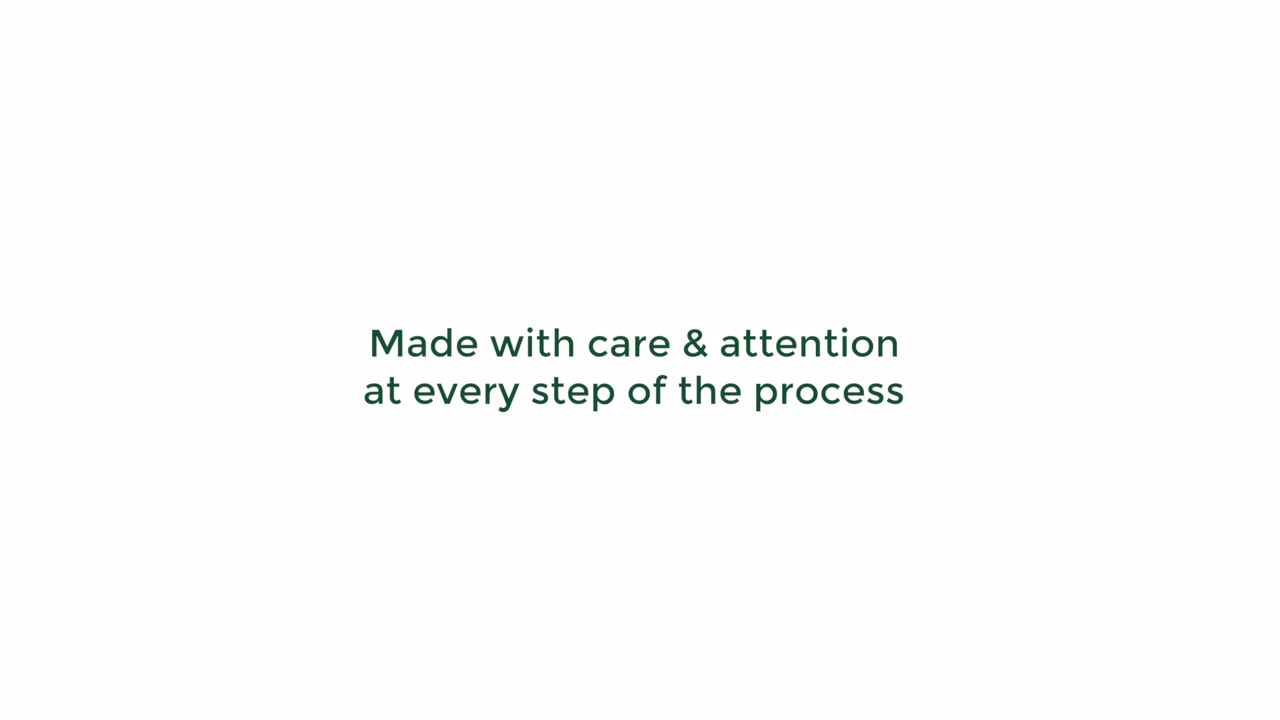 Made with care & attention
at every step of the process